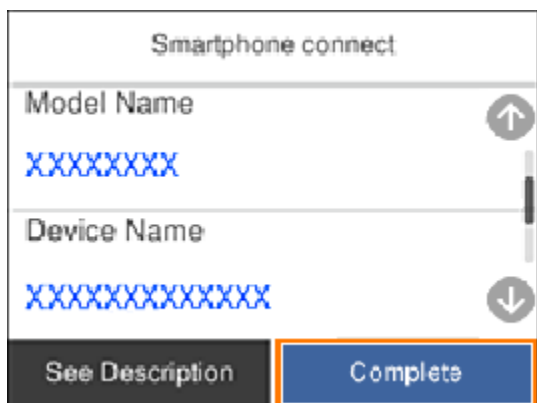 Smartphone connect
Model Name
XXXXXXXX
Device Name
XXXXXXXXXXXXX
See Description
Complete